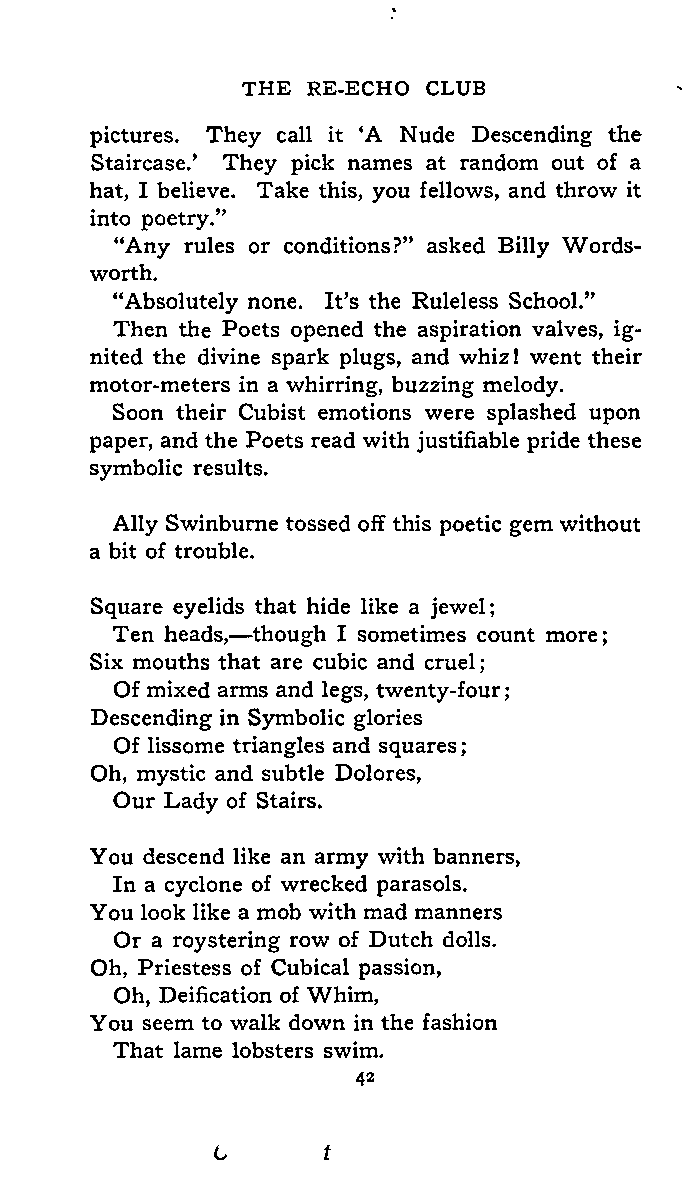 THE RE-ECHO CLUB
pictures. They call it ‘A Nude Descending the
Staircase.’ They pick names at random out of a
hat, I believe. Take this, you fellows, and throw it
into poetry.”
“Any rules or conditions?” asked Billy Words-
worth.
“Absolutely none. It’s the Ruleless School.”
Then the Poets opened the aspiration valves, ig-
nited the divine spark plugs, and whiz! went their
motor-meters in a whirring, buzzing melody.
Soon their Cubist emotions were splashed upon
paper, and the Poets read with justifiable pride these
symbolic results.
Ally Swinburne tossed off this poetic gem without
a bit of trouble.
Square eyelids that hide like a jewel;
Ten heads,—though I sometimes count more;
Six mouths that are cubic and cruel;
Of mixed arms and legs, twenty-four;
Descending in Symbolic glories
Of lissome triangles and squares;
Oh, mystic and subtle Dolores,
Our Lady of Stairs.
You descend like an army with banners,
In a cyclone of wrecked parasols.
You look like a mob with mad manners
Or a roystering row of Dutch dolls.
Oh, Priestess of Cubical passion,
Oh, Deification of Whim,
You seem to walk down in the fashion
That lame lobsters swim.
42